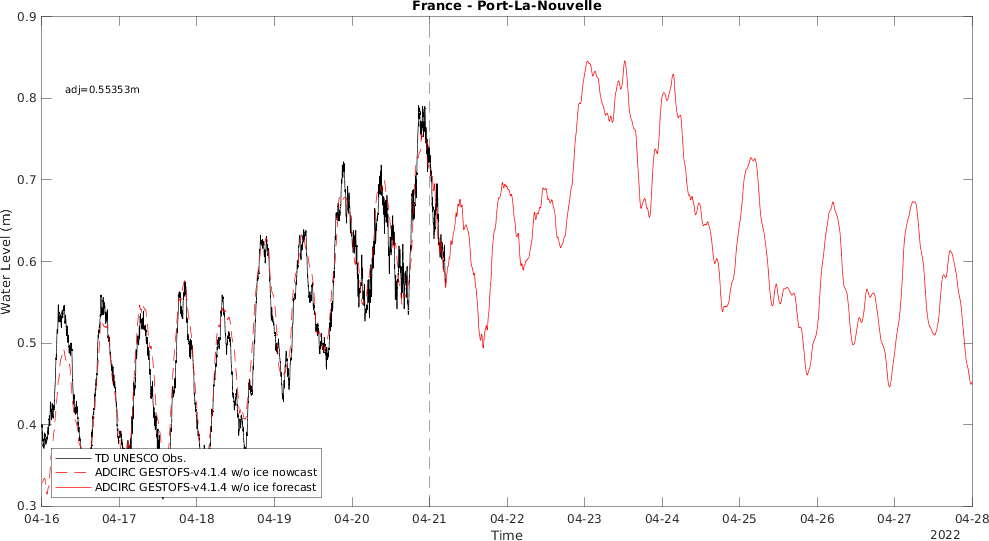 France - Port-La-Nouvelle
0.9
0.8
0.7
0.6
0.5
0.4
0.3
Water Level (m)
adj=0.55353m
TD UNESCO Obs.
ADCIRC GESTOFS-v4.1.4 w/o ice nowcast
ADCIRC GESTOFS-v4.1.4 w/o ice forecast
04-16 04-17 04-18 04-19 04-20 04-21 04-22 04-23 04-24 04-25 04-26 04-27 04-28
Time
2022